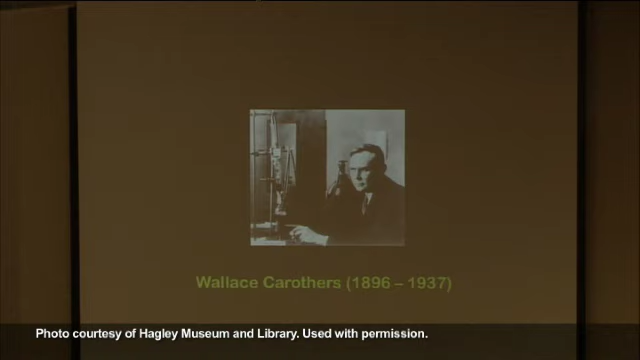 Wallace Carothers (1896 – 1937)
Photo courtesy of Hagley Museum and Library. Used with permission.